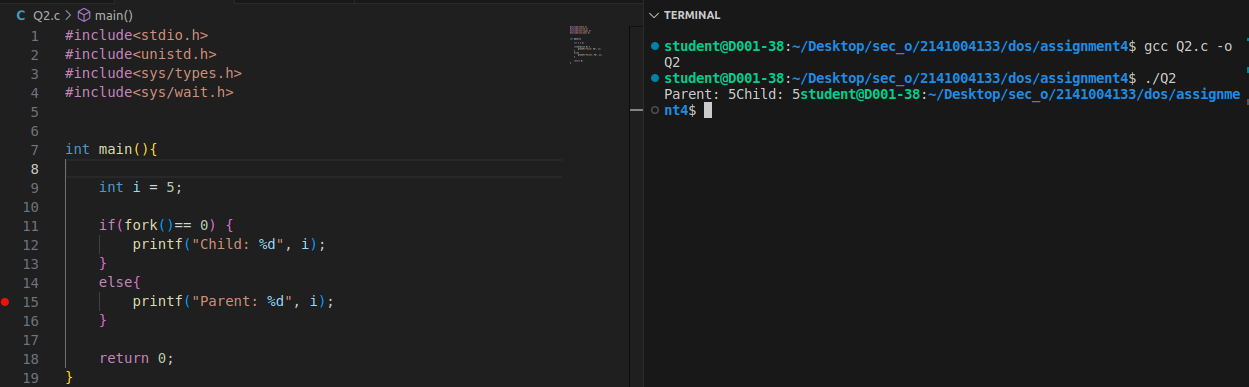 C Q2.c > main()
1 #include<stdio.h>
2 #include<unistd.h>
3 #include<sys/types.h>
4 #include<sys/wait.h>
5
6
7 int main(){
8
9 int i = 5;
10
11 if(fork()== 0) {
12 printf("Child: %d", i);
13 }
14 else{
15 printf("Parent: %d", i);
16 }
17
18 return 0;
19 }
TERMINAL
student@D001-38:~/Desktop/sec_o/2141004133/dos/assignment4$ gcc Q2.c -o
Q2
student@D001-38:~/Desktop/sec_o/2141004133/dos/assignment4$ ./Q2
Parent: 5Child: 5student@D001-38:~/Desktop/sec_o/2141004133/dos/assignme
nt4$